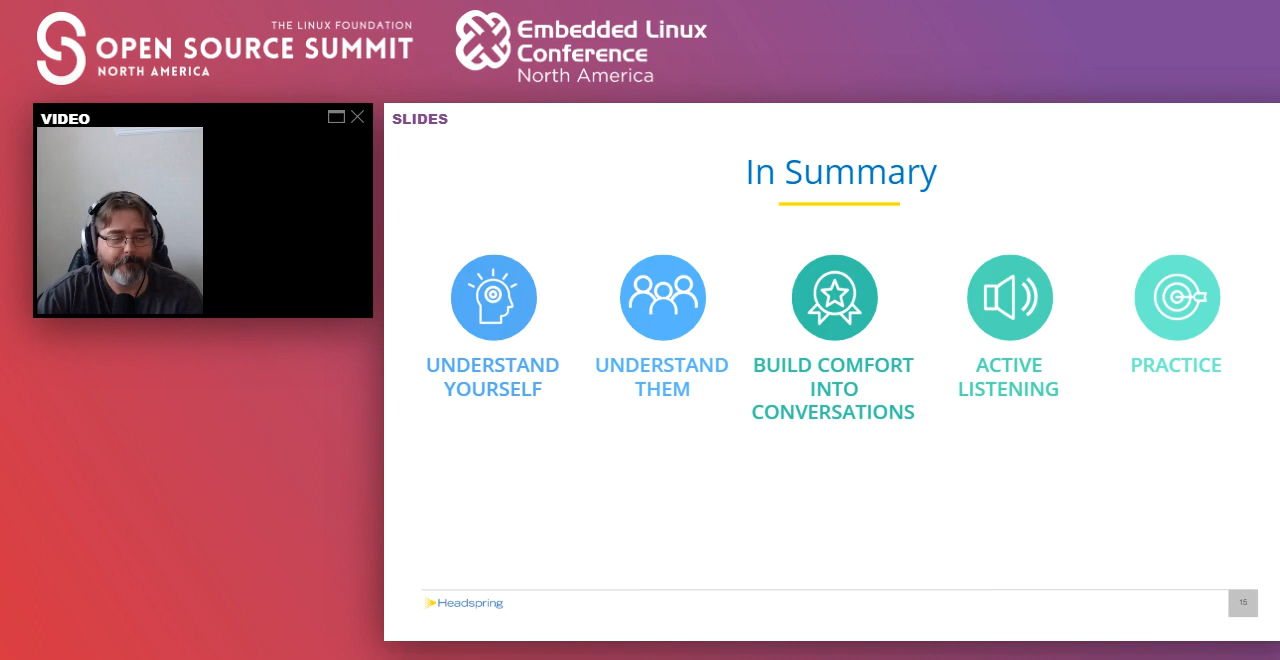 THE LINUX FOUNDATION
OPEN SOURCE SUMMIT
NORTH AMERICA
Embedded Linux
Conference
North America
VIDEO
SLIDES
In Summary
UNDERSTAND
YOURSELF
UNDERSTAND
THEM
BUILD COMFORT
INTO
CONVERSATIONS
ACTIVE
LISTENING
PRACTICE
Headspring
15